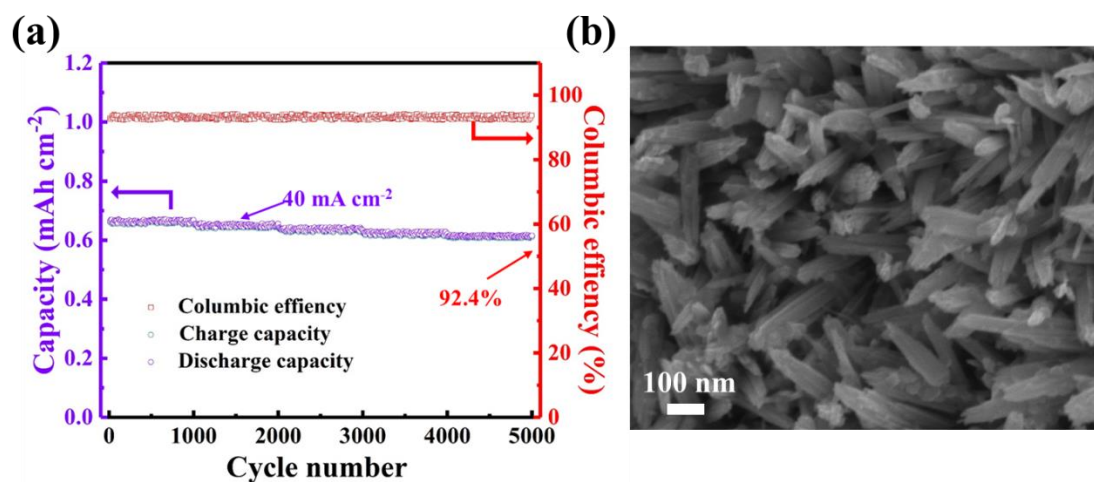 (a)
(b)
1.2
1.0
0.8
0.6
0.4
0.2
0.0
Capacity (mAh cm⁻²)
40 mA cm⁻²
92.4%
Columbic effiency
Charge capacity
Discharge capacity
100
80
60
40
20
0
Columbic effiency (%)
0 1000 2000 3000 4000 5000
Cycle number
100 nm